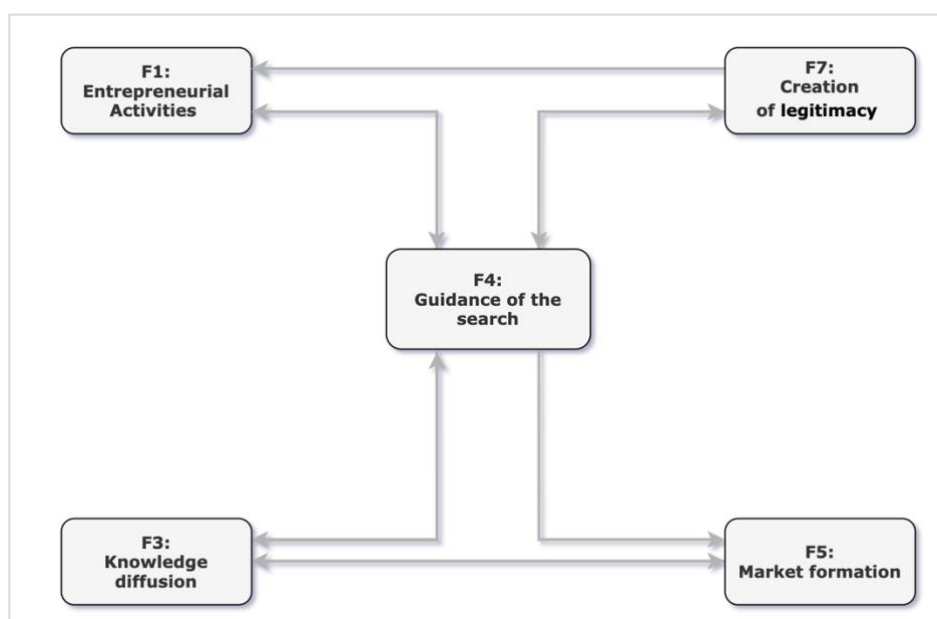 F1:
Entrepreneurial
Activities
F7:
Creation
of legitimacy
F4:
Guidance of the
search
F3:
Knowledge
diffusion
F5:
Market formation